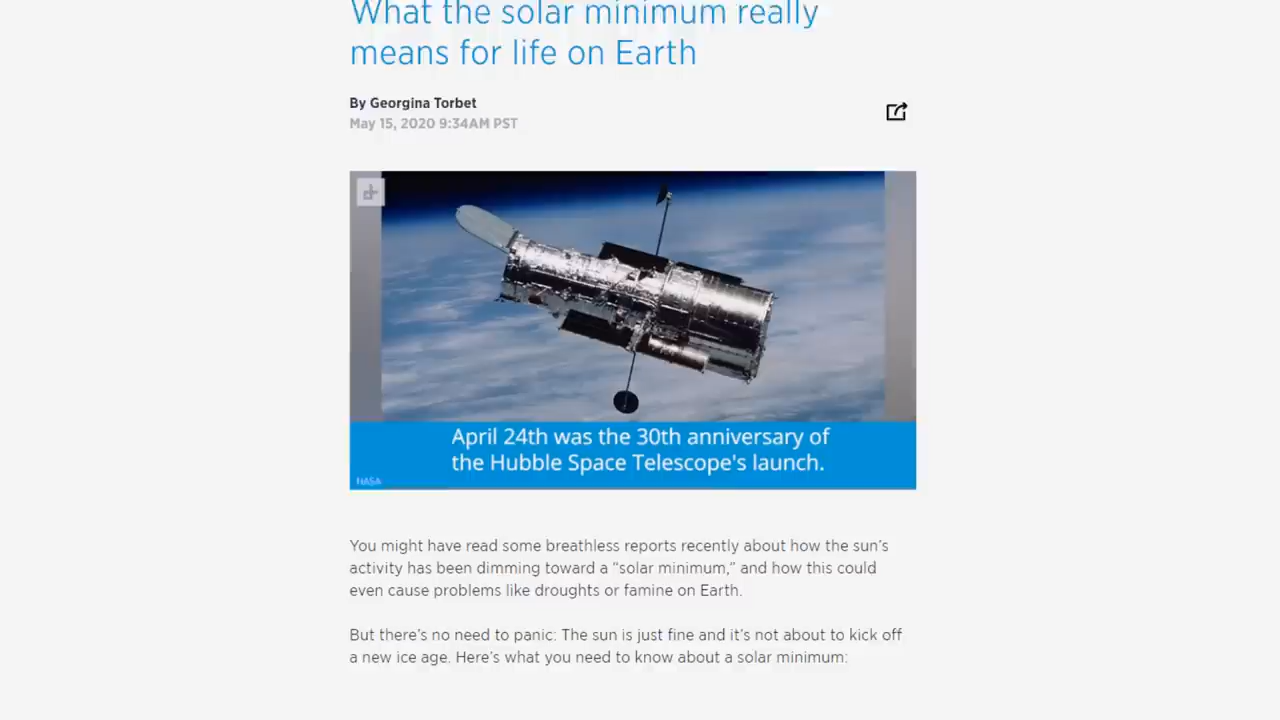 What the solar minimum really
means for life on Earth
By Georgina Torbet
May 15, 2020 9:34AM PST
April 24th was the 30th anniversary of
the Hubble Space Telescope's launch.
NASA
You might have read some breathless reports recently about how the sun’s
activity has been dimming toward a “solar minimum,” and how this could
even cause problems like droughts or famine on Earth.
But there’s no need to panic: The sun is just fine and it’s not about to kick off
a new ice age. Here’s what you need to know about a solar minimum: